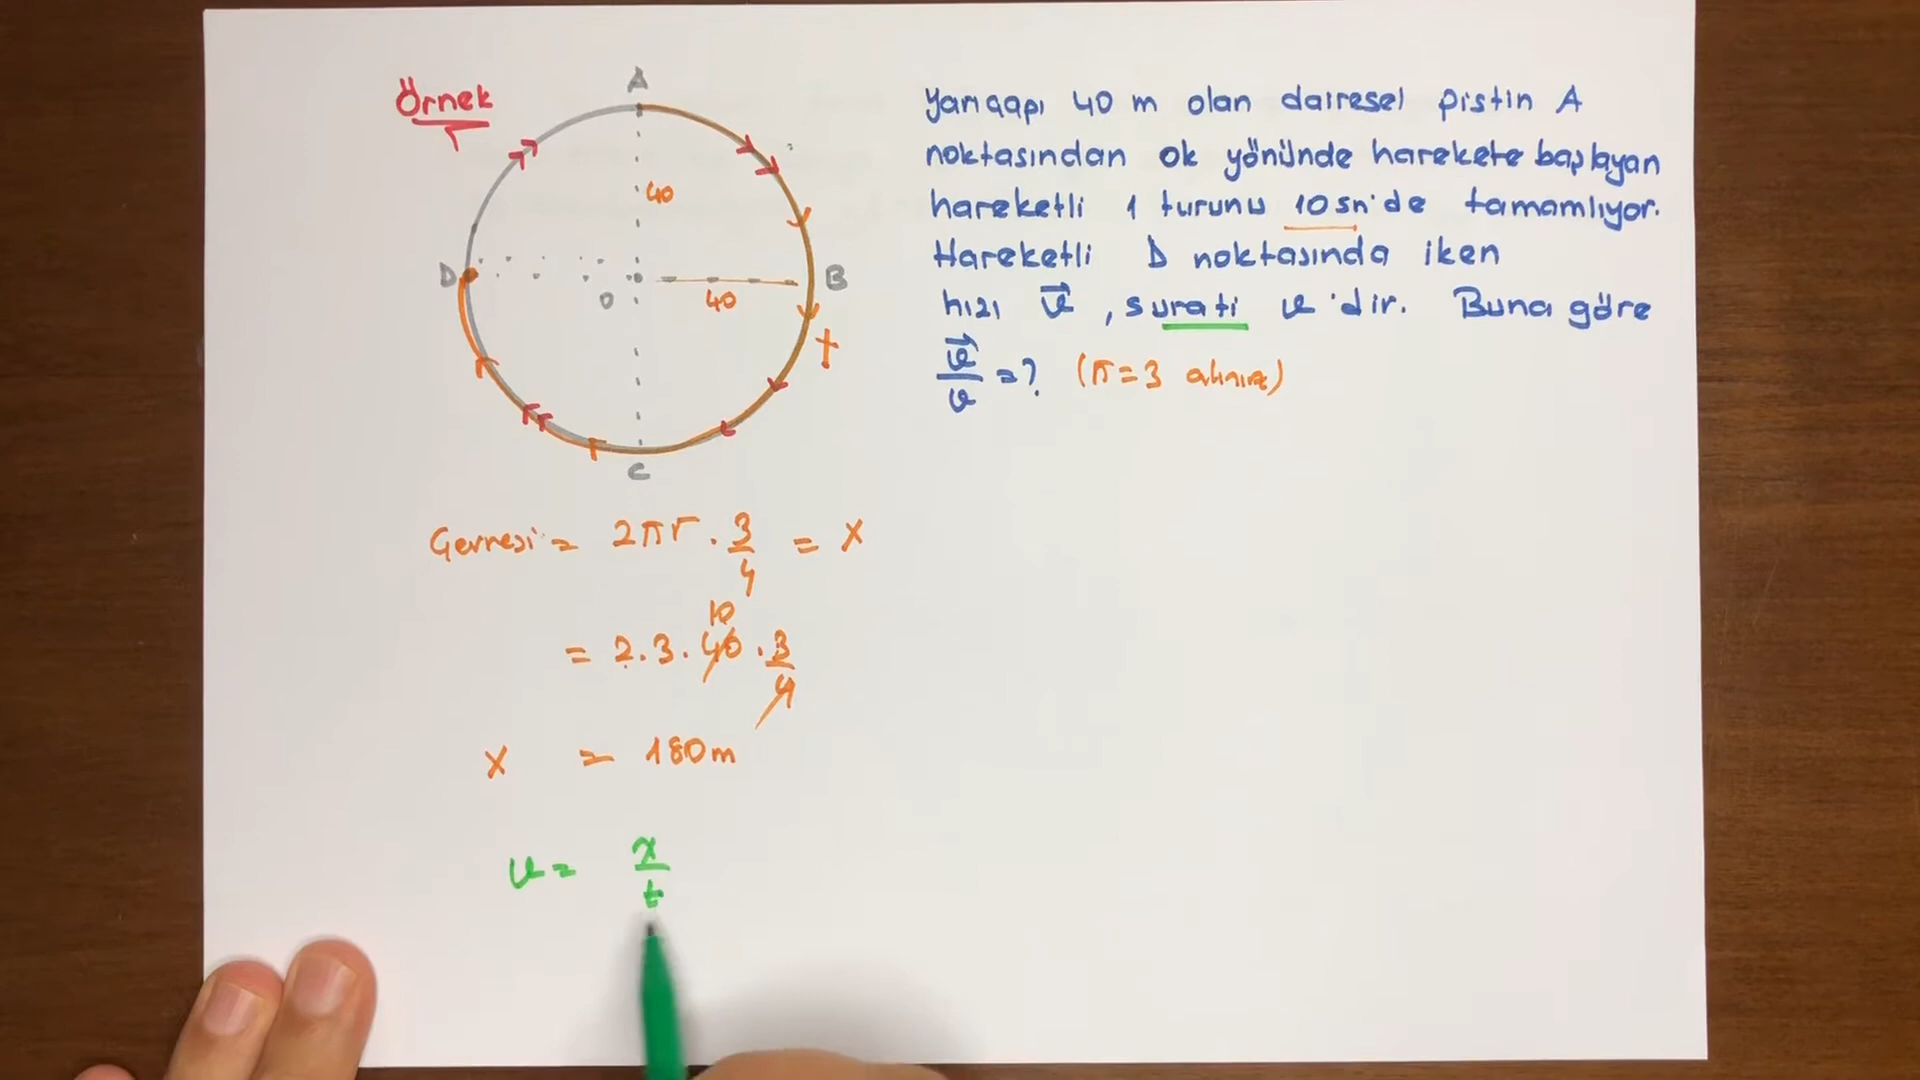 Örnek
A
40
D
O
40
B
C
Yarıçapı 40 m olan dairesel pistin A
noktasından ok yönünde harekete başlayan
hareketli 1 turunu 10 sn'de tamamlıyor.
Hareketli D noktasında iken
hızı v⃗, surati v 'dir. Buna göre
v⃗/v = ? (π=3 alınız)
Çevresi = 2πr . 3/4 = x
10
= 2.3.40 . 3/4
x = 180m
v = x/t